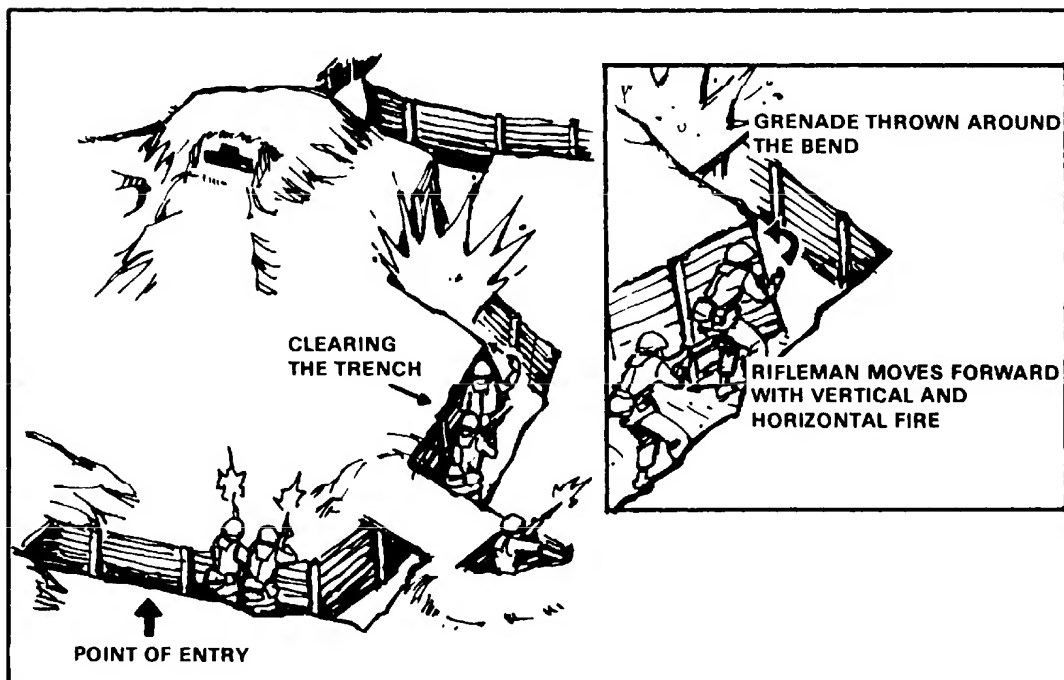 CLEARING
THE TRENCH
POINT OF ENTRY
GRENADE THROWN AROUND
THE BEND
RIFLEMAN MOVES FORWARD
WITH VERTICAL AND
HORIZONTAL FIRE